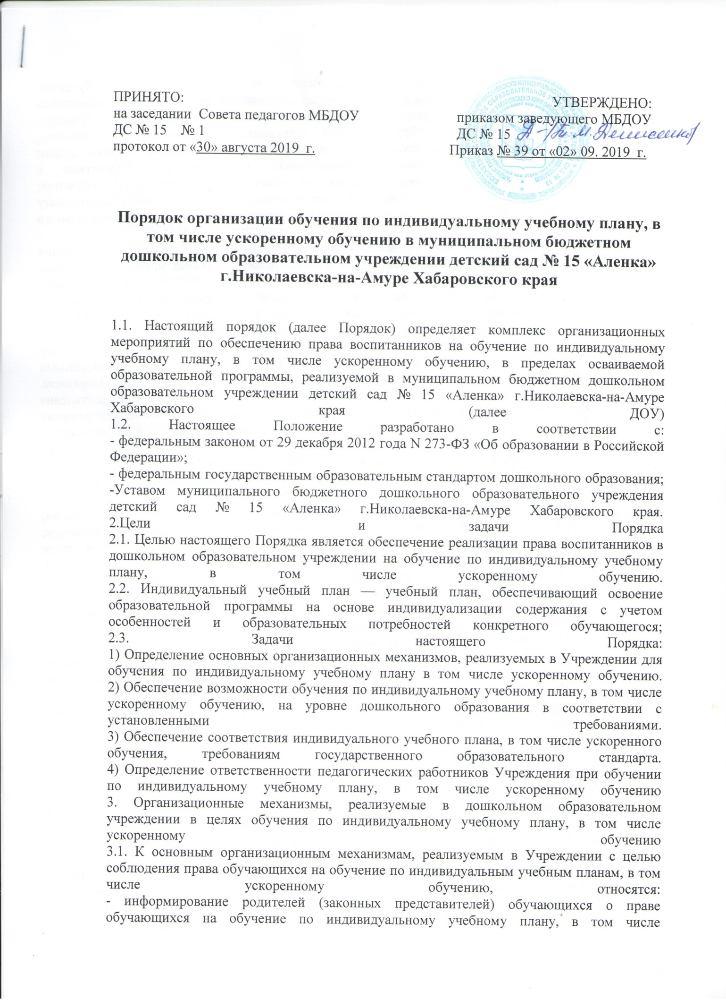 ПРИНЯТО:
на заседании Совета педагогов МБДОУ
ДС № 15 № 1
протокол от «30» августа 2019 г.
УТВЕРЖДЕНО:
приказом заведующего МБДОУ
ДС № 15
Приказ № 39 от «02» 09. 2019 г.
Порядок организации обучения по индивидуальному учебному плану, в
том числе ускоренному обучению в муниципальном бюджетном
дошкольном образовательном учреждении детский сад № 15 «Аленка»
г.Николаевска-на-Амуре Хабаровского края
1.1. Настоящий порядок (далее Порядок) определяет комплекс организационных
мероприятий по обеспечению права воспитанников на обучение по индивидуальному
учебному плану, в том числе ускоренному обучению, в пределах осваиваемой
образовательной программы, реализуемой в муниципальном бюджетном дошкольном
образовательном учреждении детский сад № 15 «Аленка» г.Николаевска-на-Амуре
Хабаровского края (далее ДОУ)
1.2. Настоящее Положение разработано в соответствии с:
- федеральным законом от 29 декабря 2012 года N 273-ФЗ «Об образовании в Российской
Федерации»;
- федеральным государственным образовательным стандартом дошкольного образования;
-Уставом муниципального бюджетного дошкольного образовательного учреждения
детский сад № 15 «Аленка» г.Николаевска-на-Амуре Хабаровского края.
2.Цели и задачи Порядка
2.1. Целью настоящего Порядка является обеспечение реализации права воспитанников в
дошкольном образовательном учреждении на обучение по индивидуальному учебному
плану, в том числе ускоренному обучению.
2.2. Индивидуальный учебный план — учебный план, обеспечивающий освоение
образовательной программы на основе индивидуализации содержания с учетом
особенностей и образовательных потребностей конкретного обучающегося;
2.3. Задачи настоящего Порядка:
1) Определение основных организационных механизмов, реализуемых в Учреждении для
обучения по индивидуальному учебному плану в том числе ускоренному обучению.
2) Обеспечение возможности обучения по индивидуальному учебному плану, в том числе
ускоренному обучению, на уровне дошкольного образования в соответствии с
установленными требованиями.
3) Обеспечение соответствия индивидуального учебного плана, в том числе ускоренного
обучения, требованиям государственного образовательного стандарта.
4) Определение ответственности педагогических работников Учреждения при обучении
по индивидуальному учебному плану, в том числе ускоренному обучению
3. Организационные механизмы, реализуемые в дошкольном образовательном
учреждении в целях обучения по индивидуальному учебному плану, в том числе
ускоренному обучению
3.1. К основным организационным механизмам, реализуемым в Учреждении с целью
соблюдения права обучающихся на обучение по индивидуальным учебным планам, в том
числе ускоренному обучению, относятся:
- информирование родителей (законных представителей) обучающихся о праве
обучающихся на обучение по индивидуальному учебному плану, в том числе